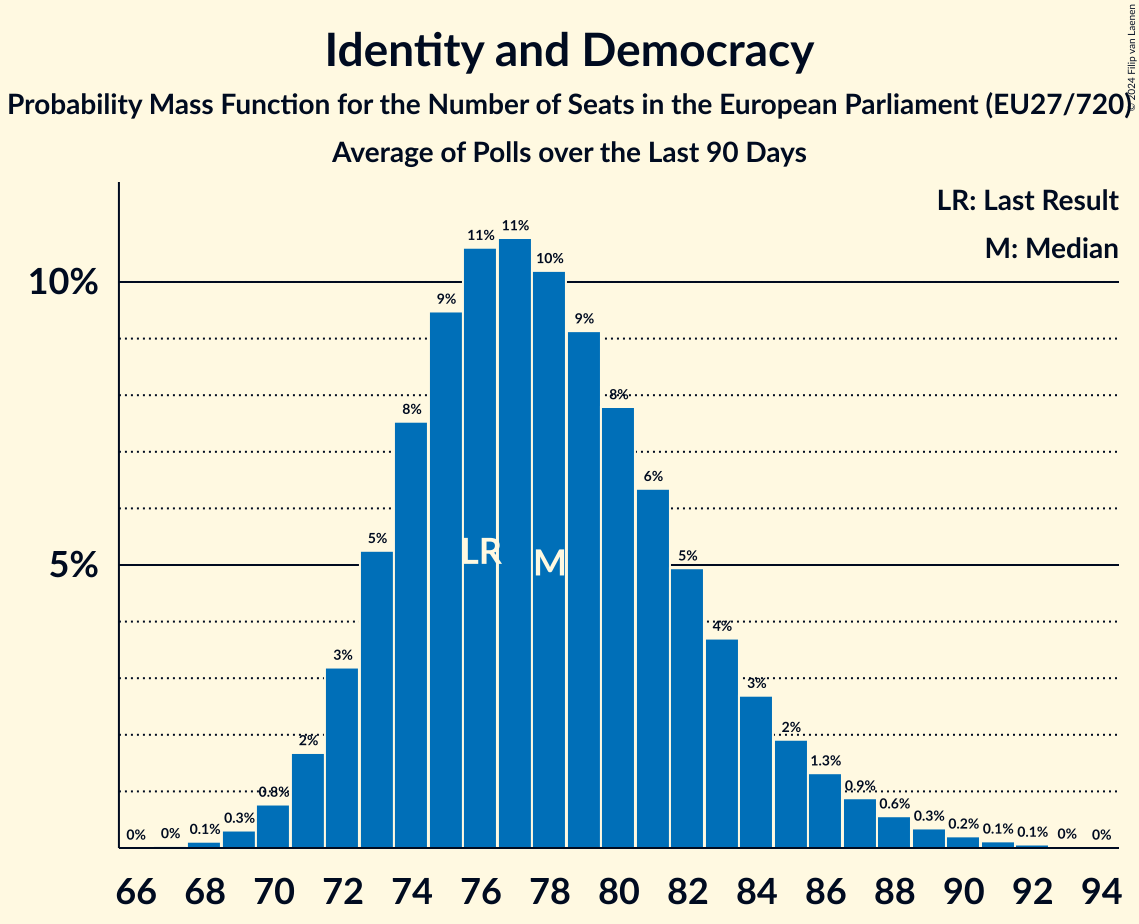 Identity and Democracy
Probability Mass Function for the Number of Seats in the European Parliament (EU27/720)
Average of Polls over the Last 90 Days
© 2024 Filip van Laenen
LR: Last Result
M: Median
10%
5%
0% 0% 0.1% 0.3% 0.8% 2% 3% 5% 8% 9% 11% 11% 10% 9% 8% 6% 5% 4% 3% 2% 1.3% 0.9% 0.6% 0.3% 0.2% 0.1% 0.1% 0% 0%
LR M
66 68 70 72 74 76 78 80 82 84 86 88 90 92 94